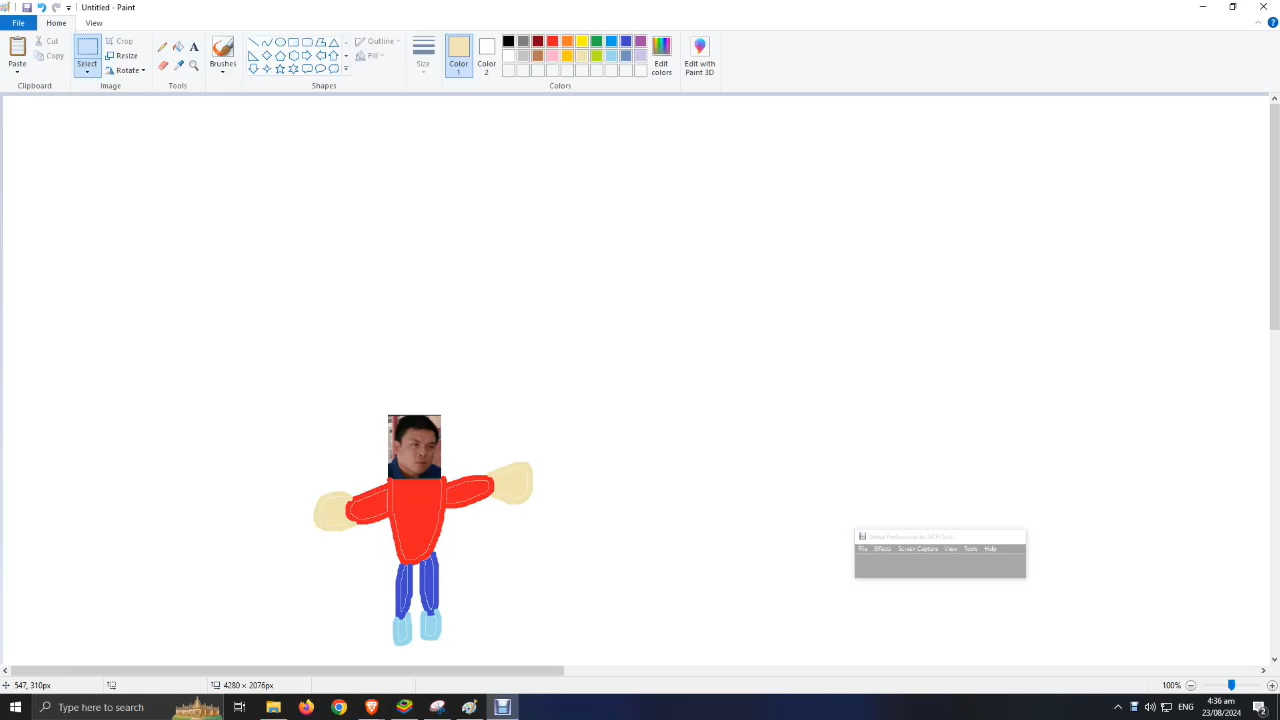 Untitled - Paint
File Home View
Paste
Cut
Copy
Clipboard
Select
Crop
Resize
Rotate
Image
A
Tools
Brushes
Shapes
Outline
Fill
Size
Color 1
Color 2
Colors
Edit colors
Edit with Paint 3D
File Effects Screen Capture View Tools Help
547, 310px
4280 × 2076px
100%
Type here to search
ENG
4:36 am
23/08/2024
2